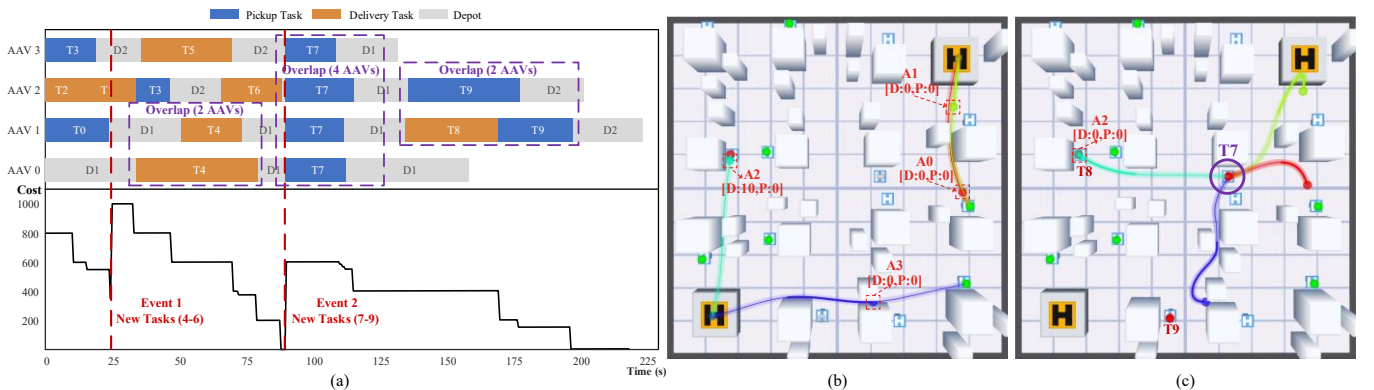 Pickup Task Delivery Task Depot
AAV 3 T3 D2 T5 D2 T7 D1
Overlap (4 AAVs) Overlap (2 AAVs)
AAV 2 T2 T T3 D2 T6 T7 D1 T9 D2
Overlap (2 AAVs)
AAV 1 T0 D1 T4 D3 T7 D1 T8 T9 D2
AAV 0 D1 T4 D1 T7 D1
Cost
1000
800
600
400
200
Event 1
New Tasks (4-6)
Event 2
New Tasks (7-9)
0 25 50 75 100 125 150 175 200 225
Time (s)
(a)
H
A1
[D:0,P:0]
A2
[D:10,P:0]
A0
[D:0,P:0]
A3
[D:0,P:0]
H
(b)
H
A2
[D:0,P:0]
T8
T7
H
T9
(c)